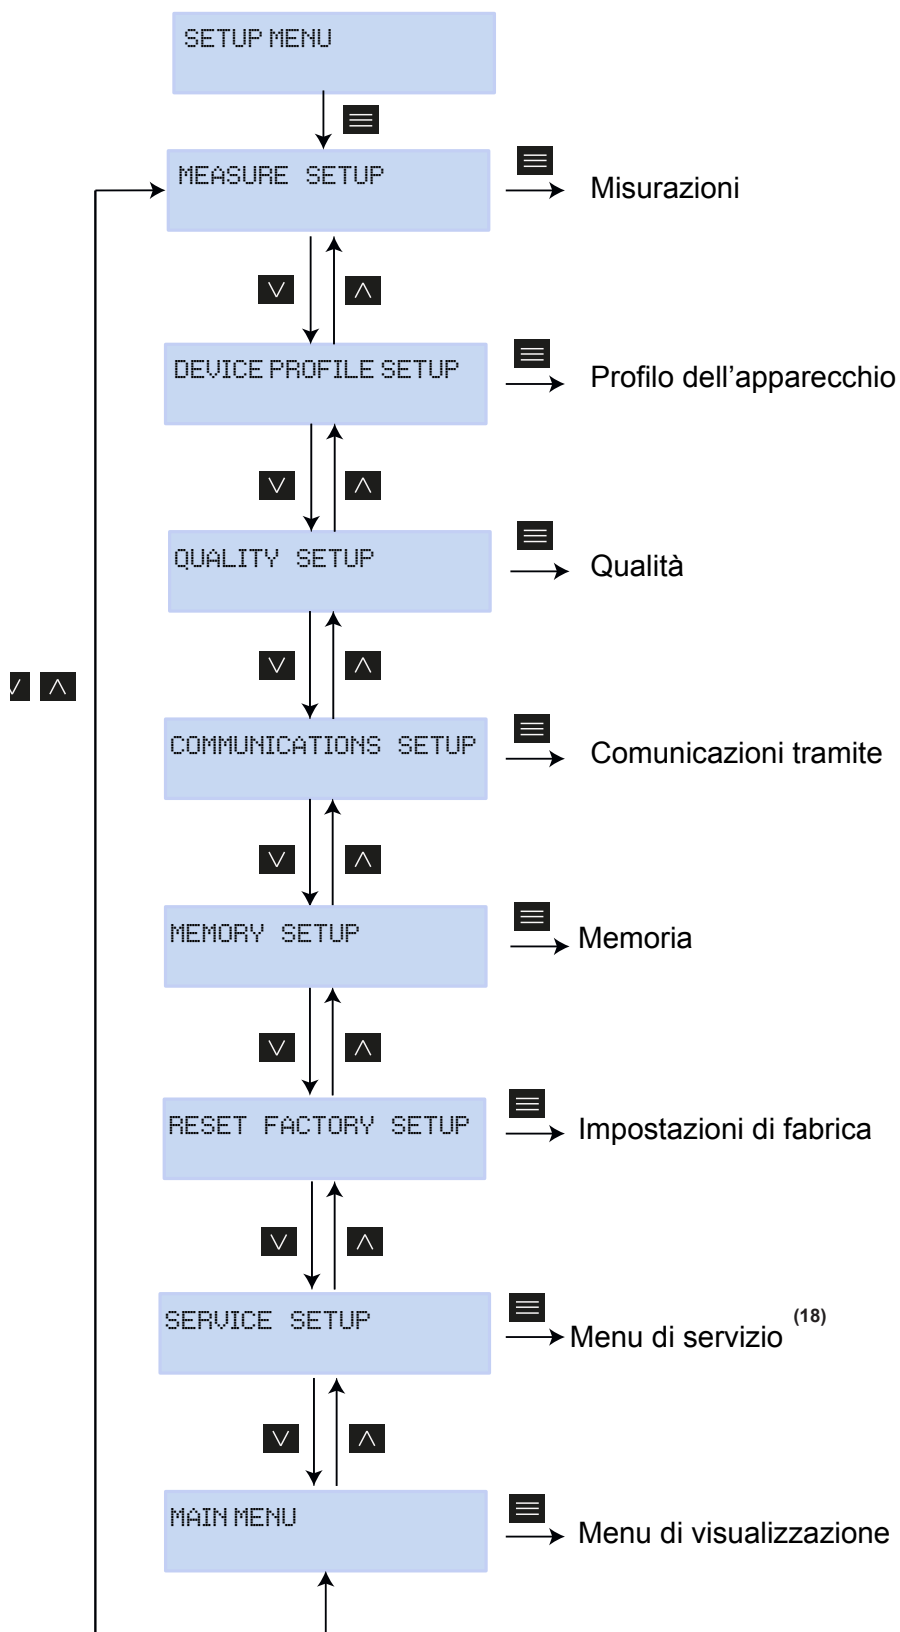 SETUP MENU
MEASURE SETUP
Misurazioni
DEVICE PROFILE SETUP
Profilo dell’apparecchio
QUALITY SETUP
Qualità
COMMUNICATIONS SETUP
Comunicazioni tramite
MEMORY SETUP
Memoria
RESET FACTORY SETUP
Impostazioni di fabrica
SERVICE SETUP
Menu di servizio (18)
MAIN MENU
Menu di visualizzazione